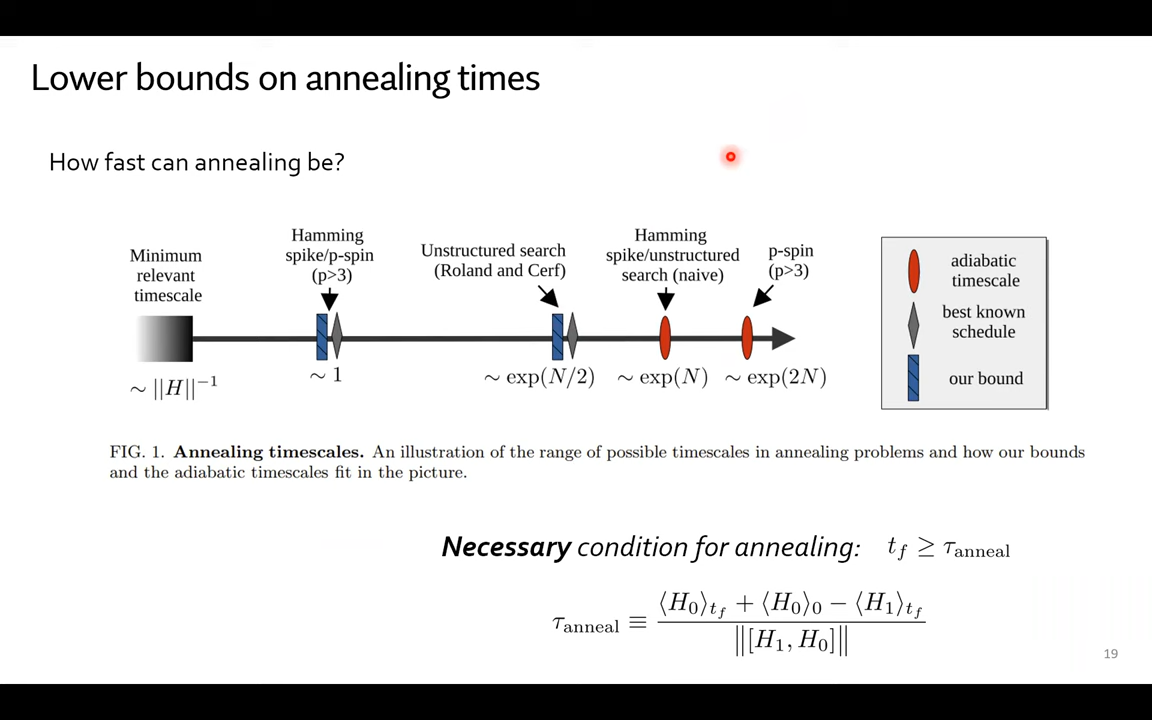 Lower bounds on annealing times
How fast can annealing be?
Minimum
relevant
timescale
Hamming
spike/p-spin
(p>3)
Unstructured search
(Roland and Cerf)
Hamming
spike/unstructured
search (naive)
p-spin
(p>3)
∼ ||H||⁻¹
∼ 1
∼ exp(N/2)
∼ exp(N)
∼ exp(2N)
adiabatic
timescale
best known
schedule
our bound
FIG. 1. Annealing timescales. An illustration of the range of possible timescales in annealing problems and how our bounds
and the adiabatic timescales fit in the picture.
Necessary condition for annealing: t_f ≥ τ_anneal
τ_anneal ≡ (⟨H₀⟩_{t_f} + ⟨H₀⟩₀ − ⟨H₁⟩_{t_f}) / ||[H₁, H₀]||
19